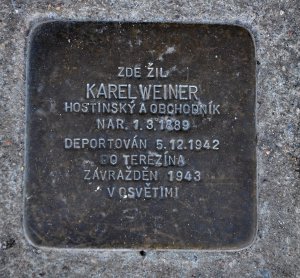 ZDE ŽIL
KAREL WEINER
HOSTINSKÝ A OBCHODNÍK
NAR. 1.3.1889
DEPORTOVÁN 5.12.1942
DO TEREZÍNA
ZAVRAŽDĚN 1943
V OSVĚTIMI